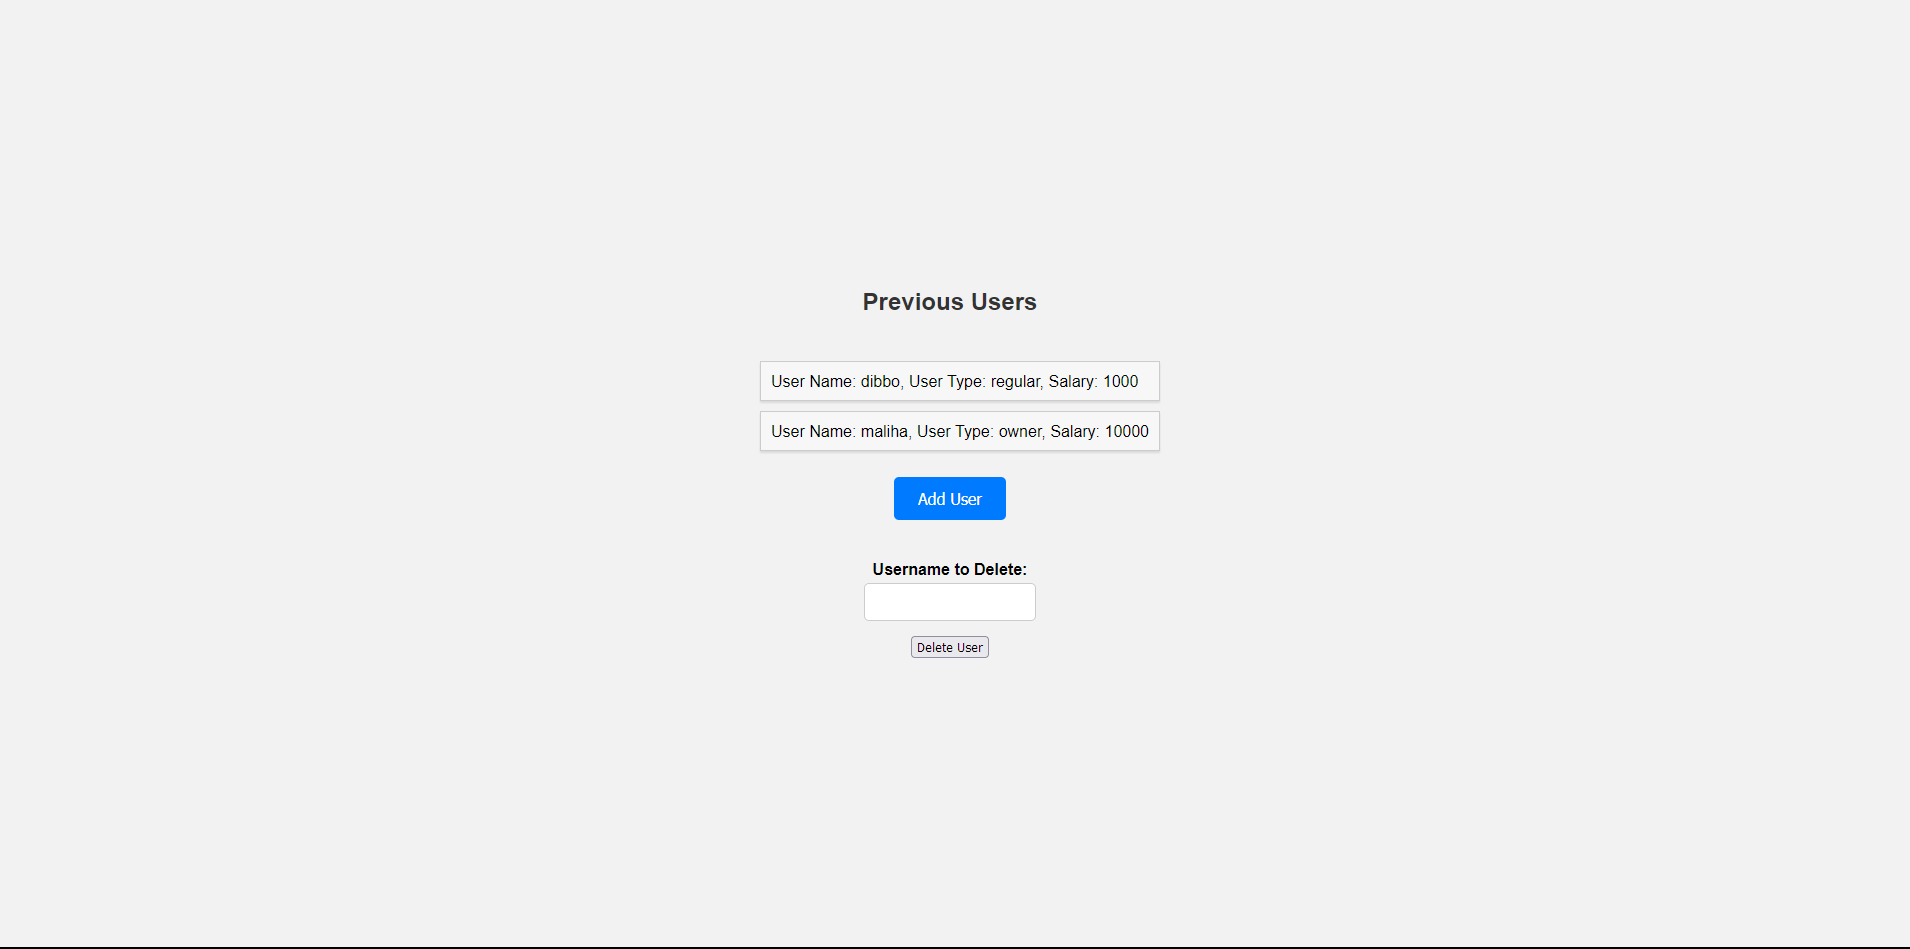 Previous Users
User Name: dibbo, User Type: regular, Salary: 1000
User Name: maliha, User Type: owner, Salary: 10000
Add User
Username to Delete:
Delete User